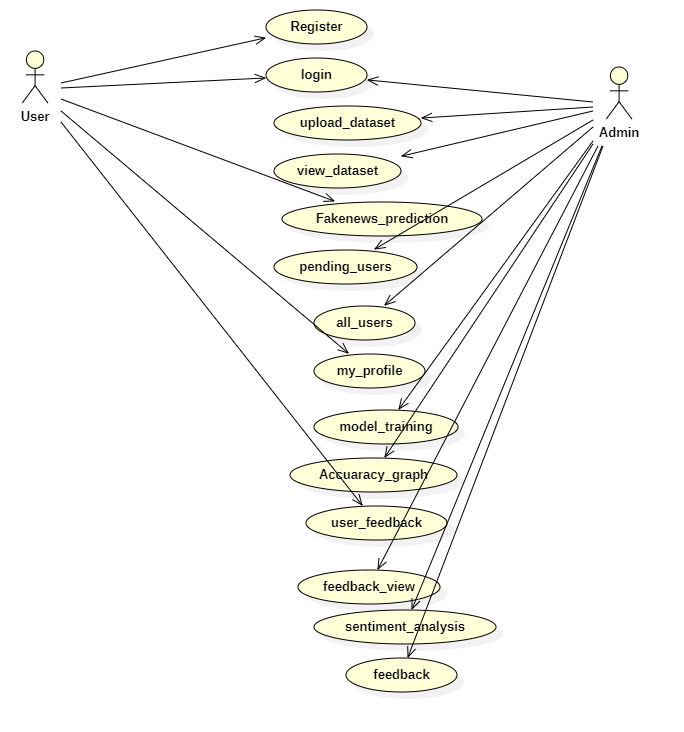 Register
login
User
Admin
upload_dataset
view_dataset
Fakenews_prediction
pending_users
all_users
my_profile
model_training
Accuaracy_graph
user_feedback
feedback_view
sentiment_analysis
feedback